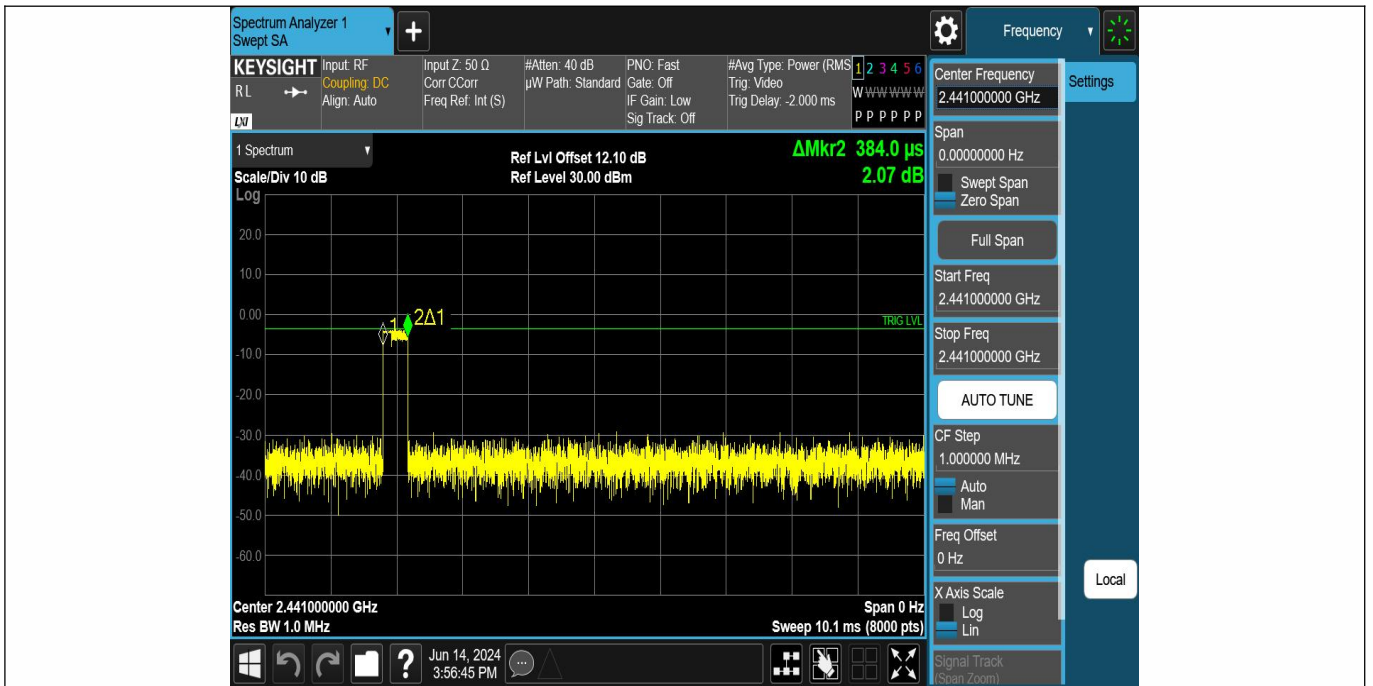 Spectrum Analyzer 1
Swept SA
+
Frequency
KEYSIGHT
RL
LXI
Input: RF
Coupling: DC
Align: Auto
Input Z: 50 Ω
Corr CCorr
Freq Ref: Int (S)
#Atten: 40 dB
µW Path: Standard
PNO: Fast
Gate: Off
IF Gain: Low
Sig Track: Off
#Avg Type: Power (RMS
Trig: Video
Trig Delay: -2.000 ms
1 2 3 4 5 6
W W W W W W
P P P P P P
1 Spectrum
Scale/Div 10 dB
Ref Lvl Offset 12.10 dB
Ref Level 30.00 dBm
ΔMkr2 384.0 µs
2.07 dB
Log
20.0
10.0
0.00
-10.0
-20.0
-30.0
-40.0
-50.0
-60.0
1
2Δ1
TRIG LVL
Center 2.441000000 GHz
Res BW 1.0 MHz
Span 0 Hz
Sweep 10.1 ms (8000 pts)
Center Frequency
2.441000000 GHz
Settings
Span
0.00000000 Hz
Swept Span
Zero Span
Full Span
Start Freq
2.441000000 GHz
Stop Freq
2.441000000 GHz
AUTO TUNE
CF Step
1.000000 MHz
Auto
Man
Freq Offset
0 Hz
Local
X Axis Scale
Log
Lin
Signal Track
(Span Zoom)
?
Jun 14, 2024
3:56:45 PM